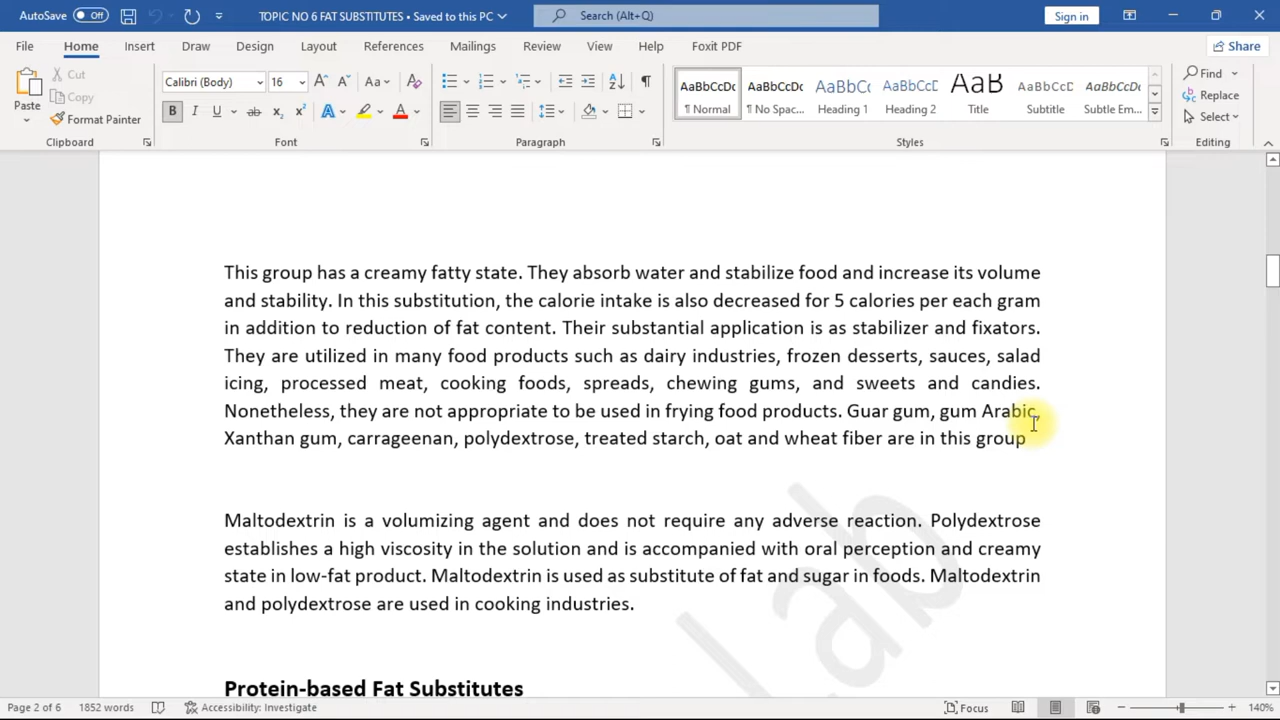 AutoSave Off TOPIC NO 6 FAT SUBSTITUTES • Saved to this PC Search (Alt+Q) Sign in
File Home Insert Draw Design Layout References Mailings Review View Help Foxit PDF Share
Paste Cut Copy Format Painter Calibri (Body) 16
AaBbCcDc AaBbCcDc AaBbC( AaBbCcD AaB AaBbCcD AaBbCcDc
¶ Normal ¶ No Spac... Heading 1 Heading 2 Title Subtitle Subtle Em...
Find Replace Select
Clipboard Font Paragraph Styles Editing
This group has a creamy fatty state. They absorb water and stabilize food and increase its volume
and stability. In this substitution, the calorie intake is also decreased for 5 calories per each gram
in addition to reduction of fat content. Their substantial application is as stabilizer and fixators.
They are utilized in many food products such as dairy industries, frozen desserts, sauces, salad
icing, processed meat, cooking foods, spreads, chewing gums, and sweets and candies.
Nonetheless, they are not appropriate to be used in frying food products. Guar gum, gum Arabic,
Xanthan gum, carrageenan, polydextrose, treated starch, oat and wheat fiber are in this group
Maltodextrin is a volumizing agent and does not require any adverse reaction. Polydextrose
establishes a high viscosity in the solution and is accompanied with oral perception and creamy
state in low-fat product. Maltodextrin is used as substitute of fat and sugar in foods. Maltodextrin
and polydextrose are used in cooking industries.
Lab
Protein-based Fat Substitutes
Page 2 of 6 1852 words Accessibility: Investigate Focus 140%